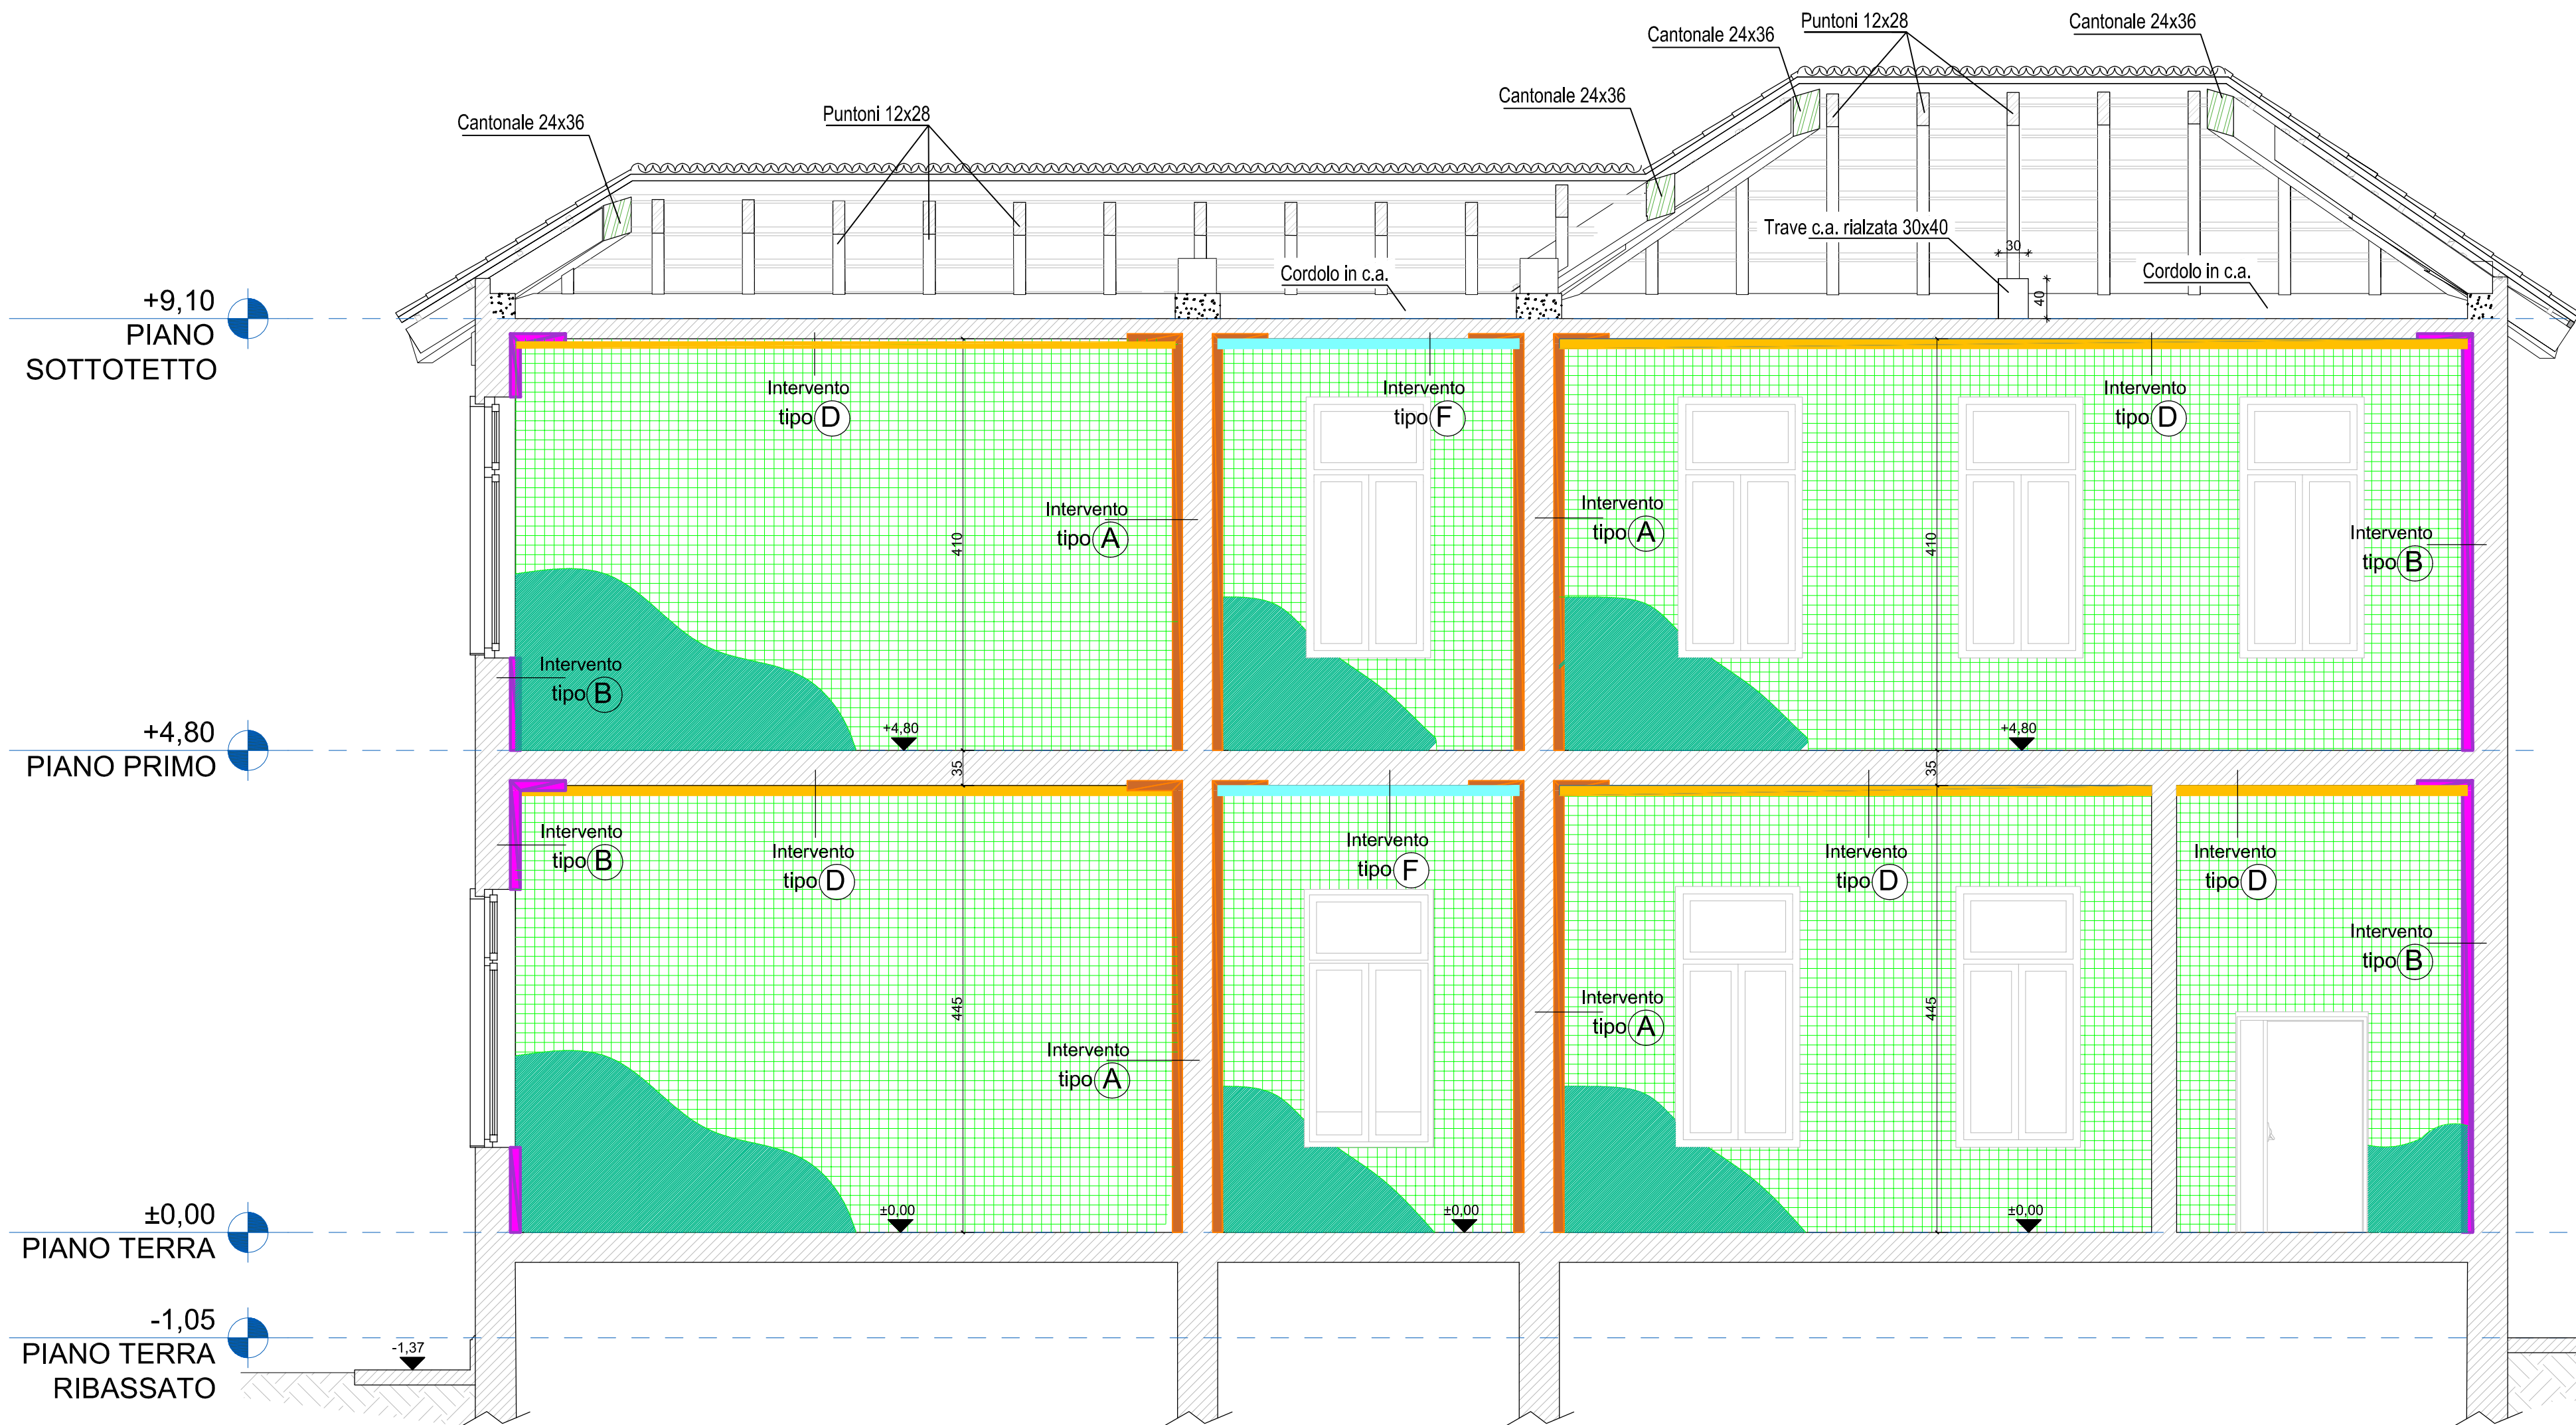 Cantonale 24x36
Puntoni 12x28
Cantonale 24x36
Cantonale 24x36
Puntoni 12x28
Cantonale 24x36
Trave c.a. rialzata 30x40
30
40
Cordolo in c.a.
Cordolo in c.a.
+9,10
PIANO
SOTTOTETTO
Intervento
tipo D
Intervento
tipo F
Intervento
tipo D
Intervento
tipo A
410
Intervento
tipo A
410
Intervento
tipo B
Intervento
tipo B
+4,80
PIANO PRIMO
+4,80
+4,80
35
35
Intervento
tipo B
Intervento
tipo D
Intervento
tipo F
Intervento
tipo D
Intervento
tipo D
Intervento
tipo B
445
445
Intervento
tipo A
Intervento
tipo A
±0,00
PIANO TERRA
±0,00
±0,00
±0,00
-1,05
PIANO TERRA
RIBASSATO
-1,37